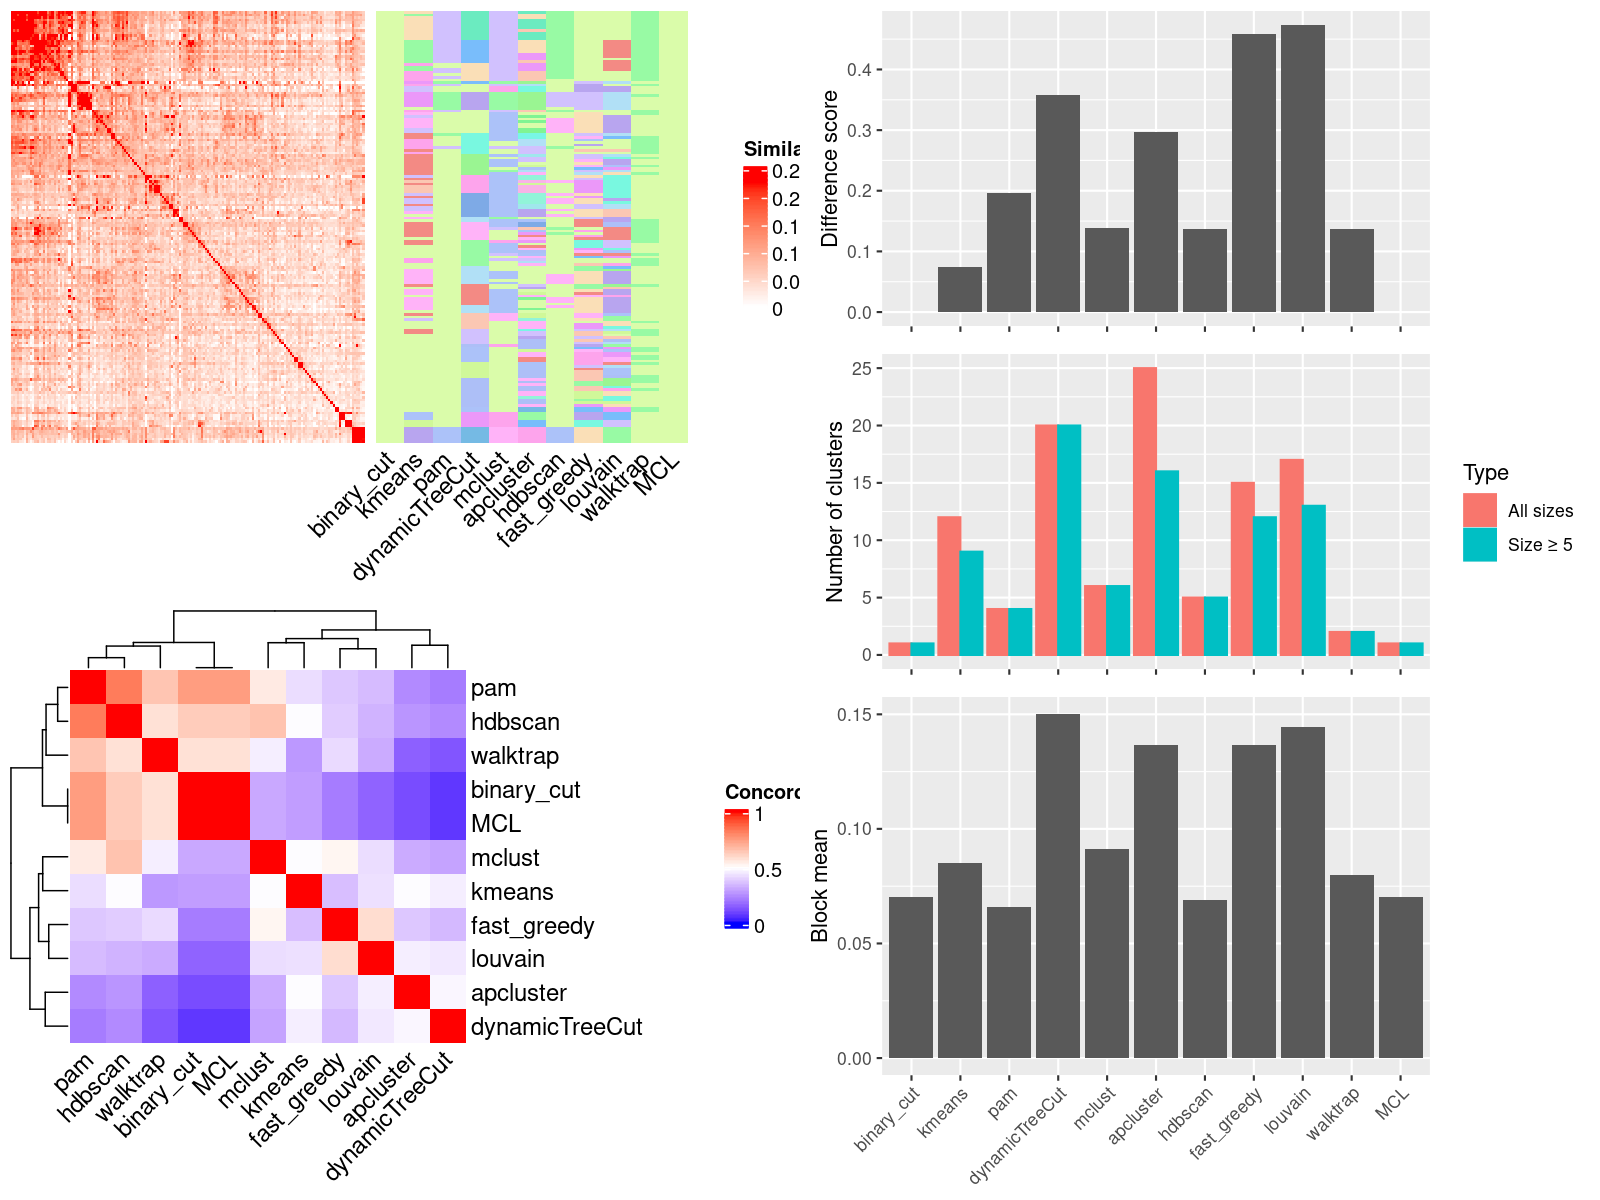 Simila
0.2
0.2
0.1
0.1
0.0
0
binary_cut
kmeans
pam
dynamicTreeCut
mclust
apcluster
hdbscan
fast_greedy
louvain
walktrap
MCL
pam
hdbscan
walktrap
binary_cut
MCL
mclust
kmeans
fast_greedy
louvain
apcluster
dynamicTreeCut
pam
hdbscan
walktrap
binary_cut
MCL
mclust
kmeans
fast_greedy
louvain
apcluster
dynamicTreeCut
Concord
1
0.5
0
Difference score
0.4
0.3
0.2
0.1
0.0
Number of clusters
25
20
15
10
5
0
Type
All sizes
Size ≥ 5
Block mean
0.15
0.10
0.05
0.00
binary_cut
kmeans
pam
dynamicTreeCut
mclust
apcluster
hdbscan
fast_greedy
louvain
walktrap
MCL